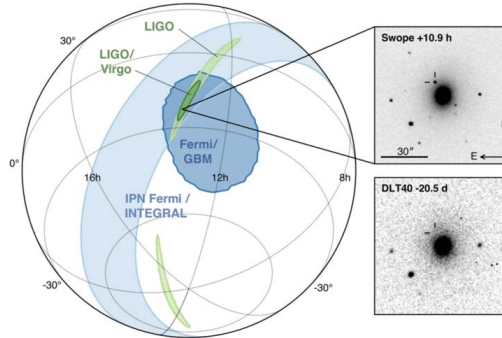 LIGO
LIGO/
Virgo
30°
30°
Fermi/
GBM
0°
16h
12h
8h
IPN Fermi /
INTEGRAL
-30°
-30°
Swope +10.9 h
30"
E
DLT40 -20.5 d